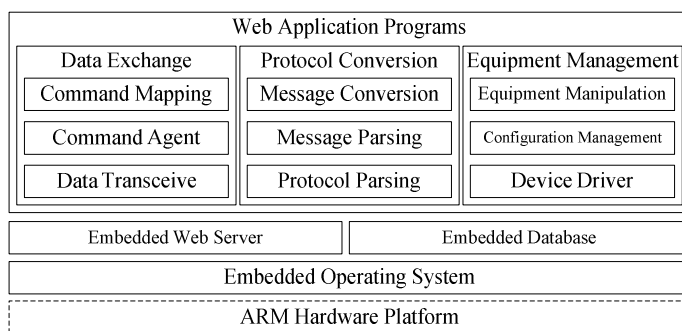 Web Application Programs
Data Exchange
Command Mapping
Command Agent
Data Transceive
Protocol Conversion
Message Conversion
Message Parsing
Protocol Parsing
Equipment Management
Equipment Manipulation
Configuration Management
Device Driver
Embedded Web Server
Embedded Database
Embedded Operating System
ARM Hardware Platform